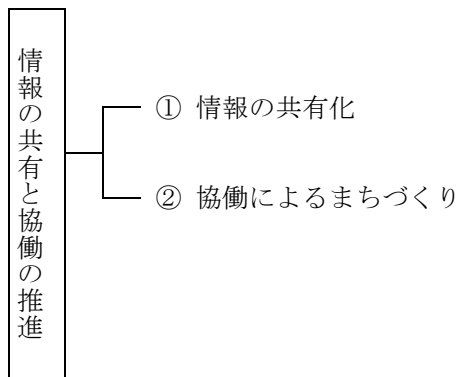 情報の共有と協働の推進
① 情報の共有化
② 協働によるまちづくり